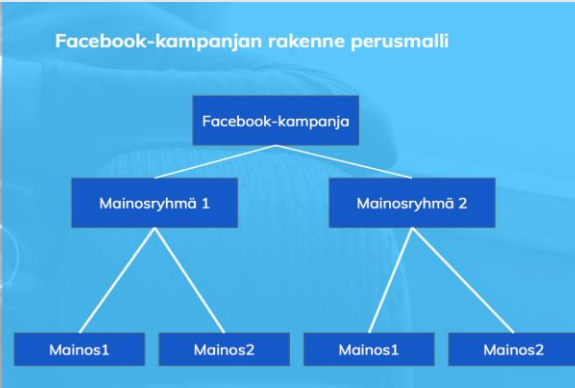 Facebook-kampanjan rakenne perusmalli
Facebook-kampanja
Mainosryhmä 1
Mainosryhmä 2
Mainos1
Mainos2
Mainos1
Mainos2